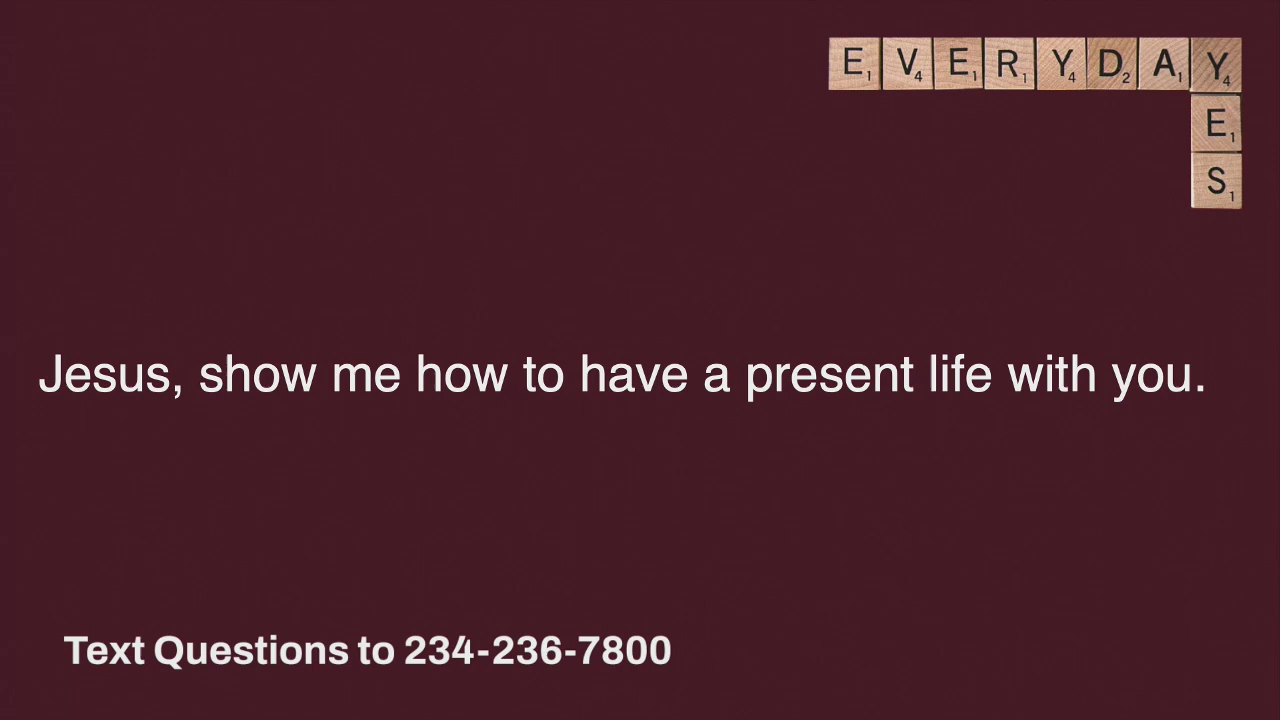 EVERYDAY
YES
Jesus, show me how to have a present life with you.
Text Questions to 234-236-7800